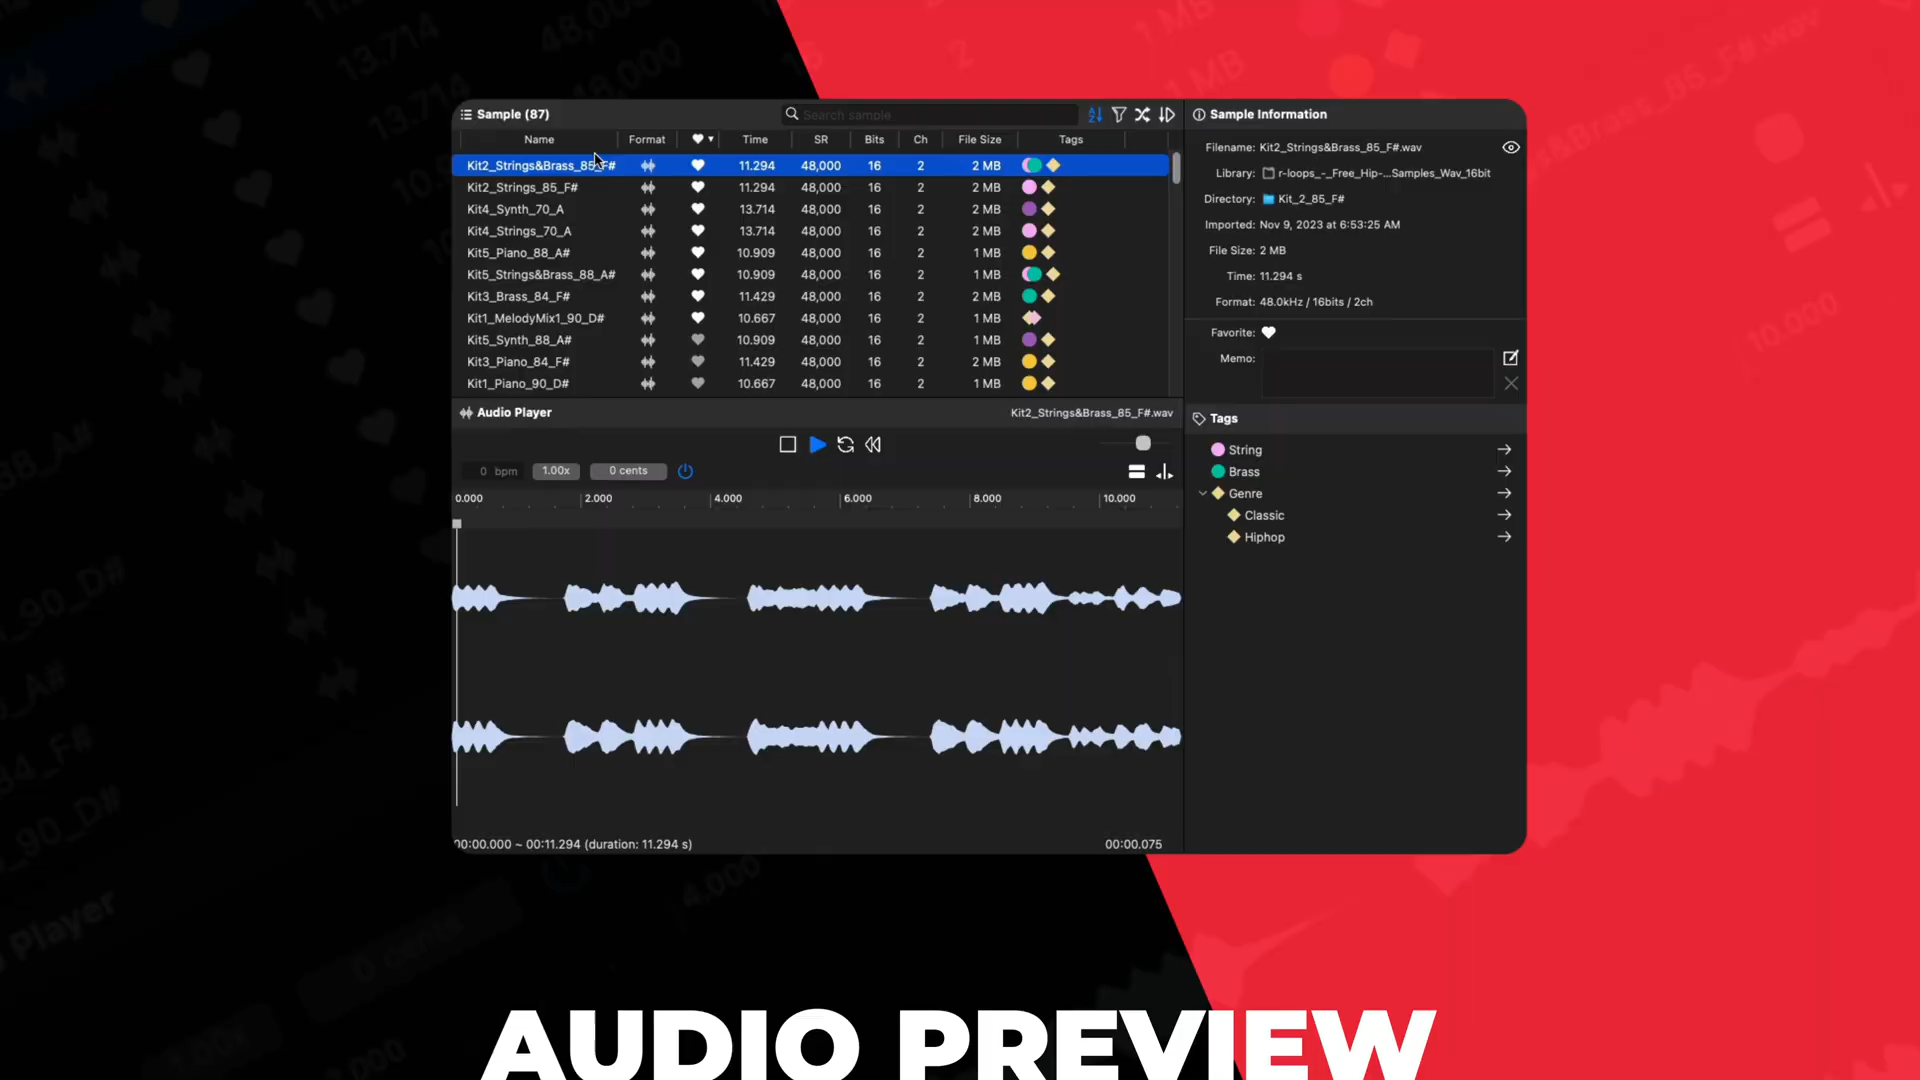 Sample (87)
Search sample
Name Format Time SR Bits Ch File Size Tags
Kit2_Strings&Brass_85_F# 11.294 48,000 16 2 2 MB
Kit2_Strings_85_F# 11.294 48,000 16 2 2 MB
Kit4_Synth_70_A 13.714 48,000 16 2 2 MB
Kit4_Strings_70_A 13.714 48,000 16 2 2 MB
Kit5_Piano_88_A# 10.909 48,000 16 2 1 MB
Kit5_Strings&Brass_88_A# 10.909 48,000 16 2 1 MB
Kit3_Brass_84_F# 11.429 48,000 16 2 2 MB
Kit1_MelodyMix1_90_D# 10.667 48,000 16 2 1 MB
Kit5_Synth_88_A# 10.909 48,000 16 2 1 MB
Kit3_Piano_84_F# 11.429 48,000 16 2 2 MB
Kit1_Piano_90_D# 10.667 48,000 16 2 1 MB
Sample Information
Filename: Kit2_Strings&Brass_85_F#.wav
Library: r-loops_-_Free_Hip-...Samples_Wav_16bit
Directory: Kit_2_85_F#
Imported: Nov 9, 2023 at 6:53:25 AM
File Size: 2 MB
Time: 11.294 s
Format: 48.0kHz / 16bits / 2ch
Favorite:
Memo:
Audio Player Kit2_Strings&Brass_85_F#.wav
0 bpm 1.00x 0 cents
0.000 2.000 4.000 6.000 8.000 10.000
00:00.000 ~ 00:11.294 (duration: 11.294 s) 00:00.075
Tags
String
Brass
Genre
Classic
Hiphop
AUDIO PREVIEW